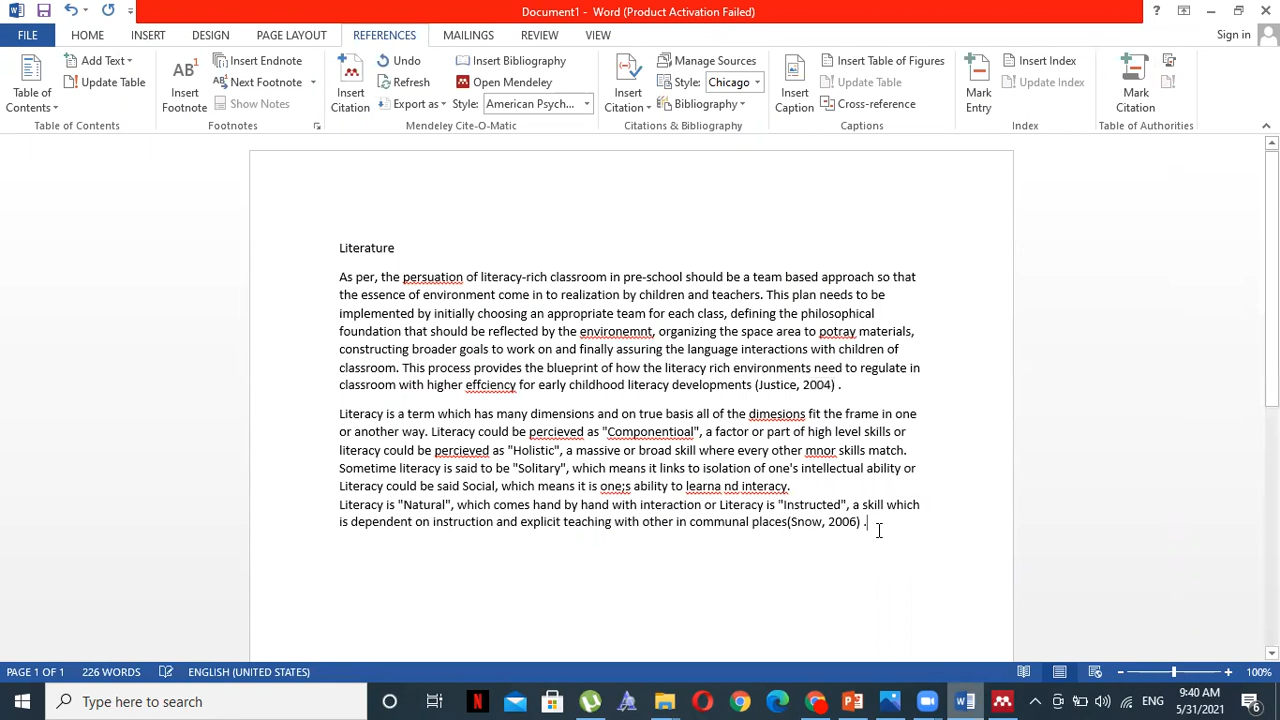 Document1 - Word (Product Activation Failed)
FILE HOME INSERT DESIGN PAGE LAYOUT REFERENCES MAILINGS REVIEW VIEW Sign in
Table of Contents
Add Text
Update Table
Table of Contents
AB1
Insert Footnote
Insert Endnote
AB1 Next Footnote
Show Notes
Footnotes
Insert Citation
Undo
Refresh
Export as
Insert Bibliography
Open Mendeley
Style: American Psych...
Mendeley Cite-O-Matic
Insert Citation
Manage Sources
Style: Chicago
Bibliography
Citations & Bibliography
Insert Caption
Insert Table of Figures
Update Table
Cross-reference
Captions
Mark Entry
Insert Index
Update Index
Index
Mark Citation
Table of Authorities
Literature
As per, the persuation of literacy-rich classroom in pre-school should be a team based approach so that
the essence of environment come in to realization by children and teachers. This plan needs to be
implemented by initially choosing an appropriate team for each class, defining the philosophical
foundation that should be reflected by the environemnt, organizing the space area to potray materials,
constructing broader goals to work on and finally assuring the language interactions with children of
classroom. This process provides the blueprint of how the literacy rich environments need to regulate in
classroom with higher effciency for early childhood literacy developments (Justice, 2004) .
Literacy is a term which has many dimensions and on true basis all of the dimesions fit the frame in one
or another way. Literacy could be percieved as "Componentioal", a factor or part of high level skills or
literacy could be percieved as "Holistic", a massive or broad skill where every other mnor skills match.
Sometime literacy is said to be "Solitary", which means it links to isolation of one's intellectual ability or
Literacy could be said Social, which means it is one;s ability to learna nd interacy.
Literacy is "Natural", which comes hand by hand with interaction or Literacy is "Instructed", a skill which
is dependent on instruction and explicit teaching with other in communal places(Snow, 2006) .
PAGE 1 OF 1 226 WORDS ENGLISH (UNITED STATES) 100%
Type here to search
ENG
9:40 AM
5/31/2021
6